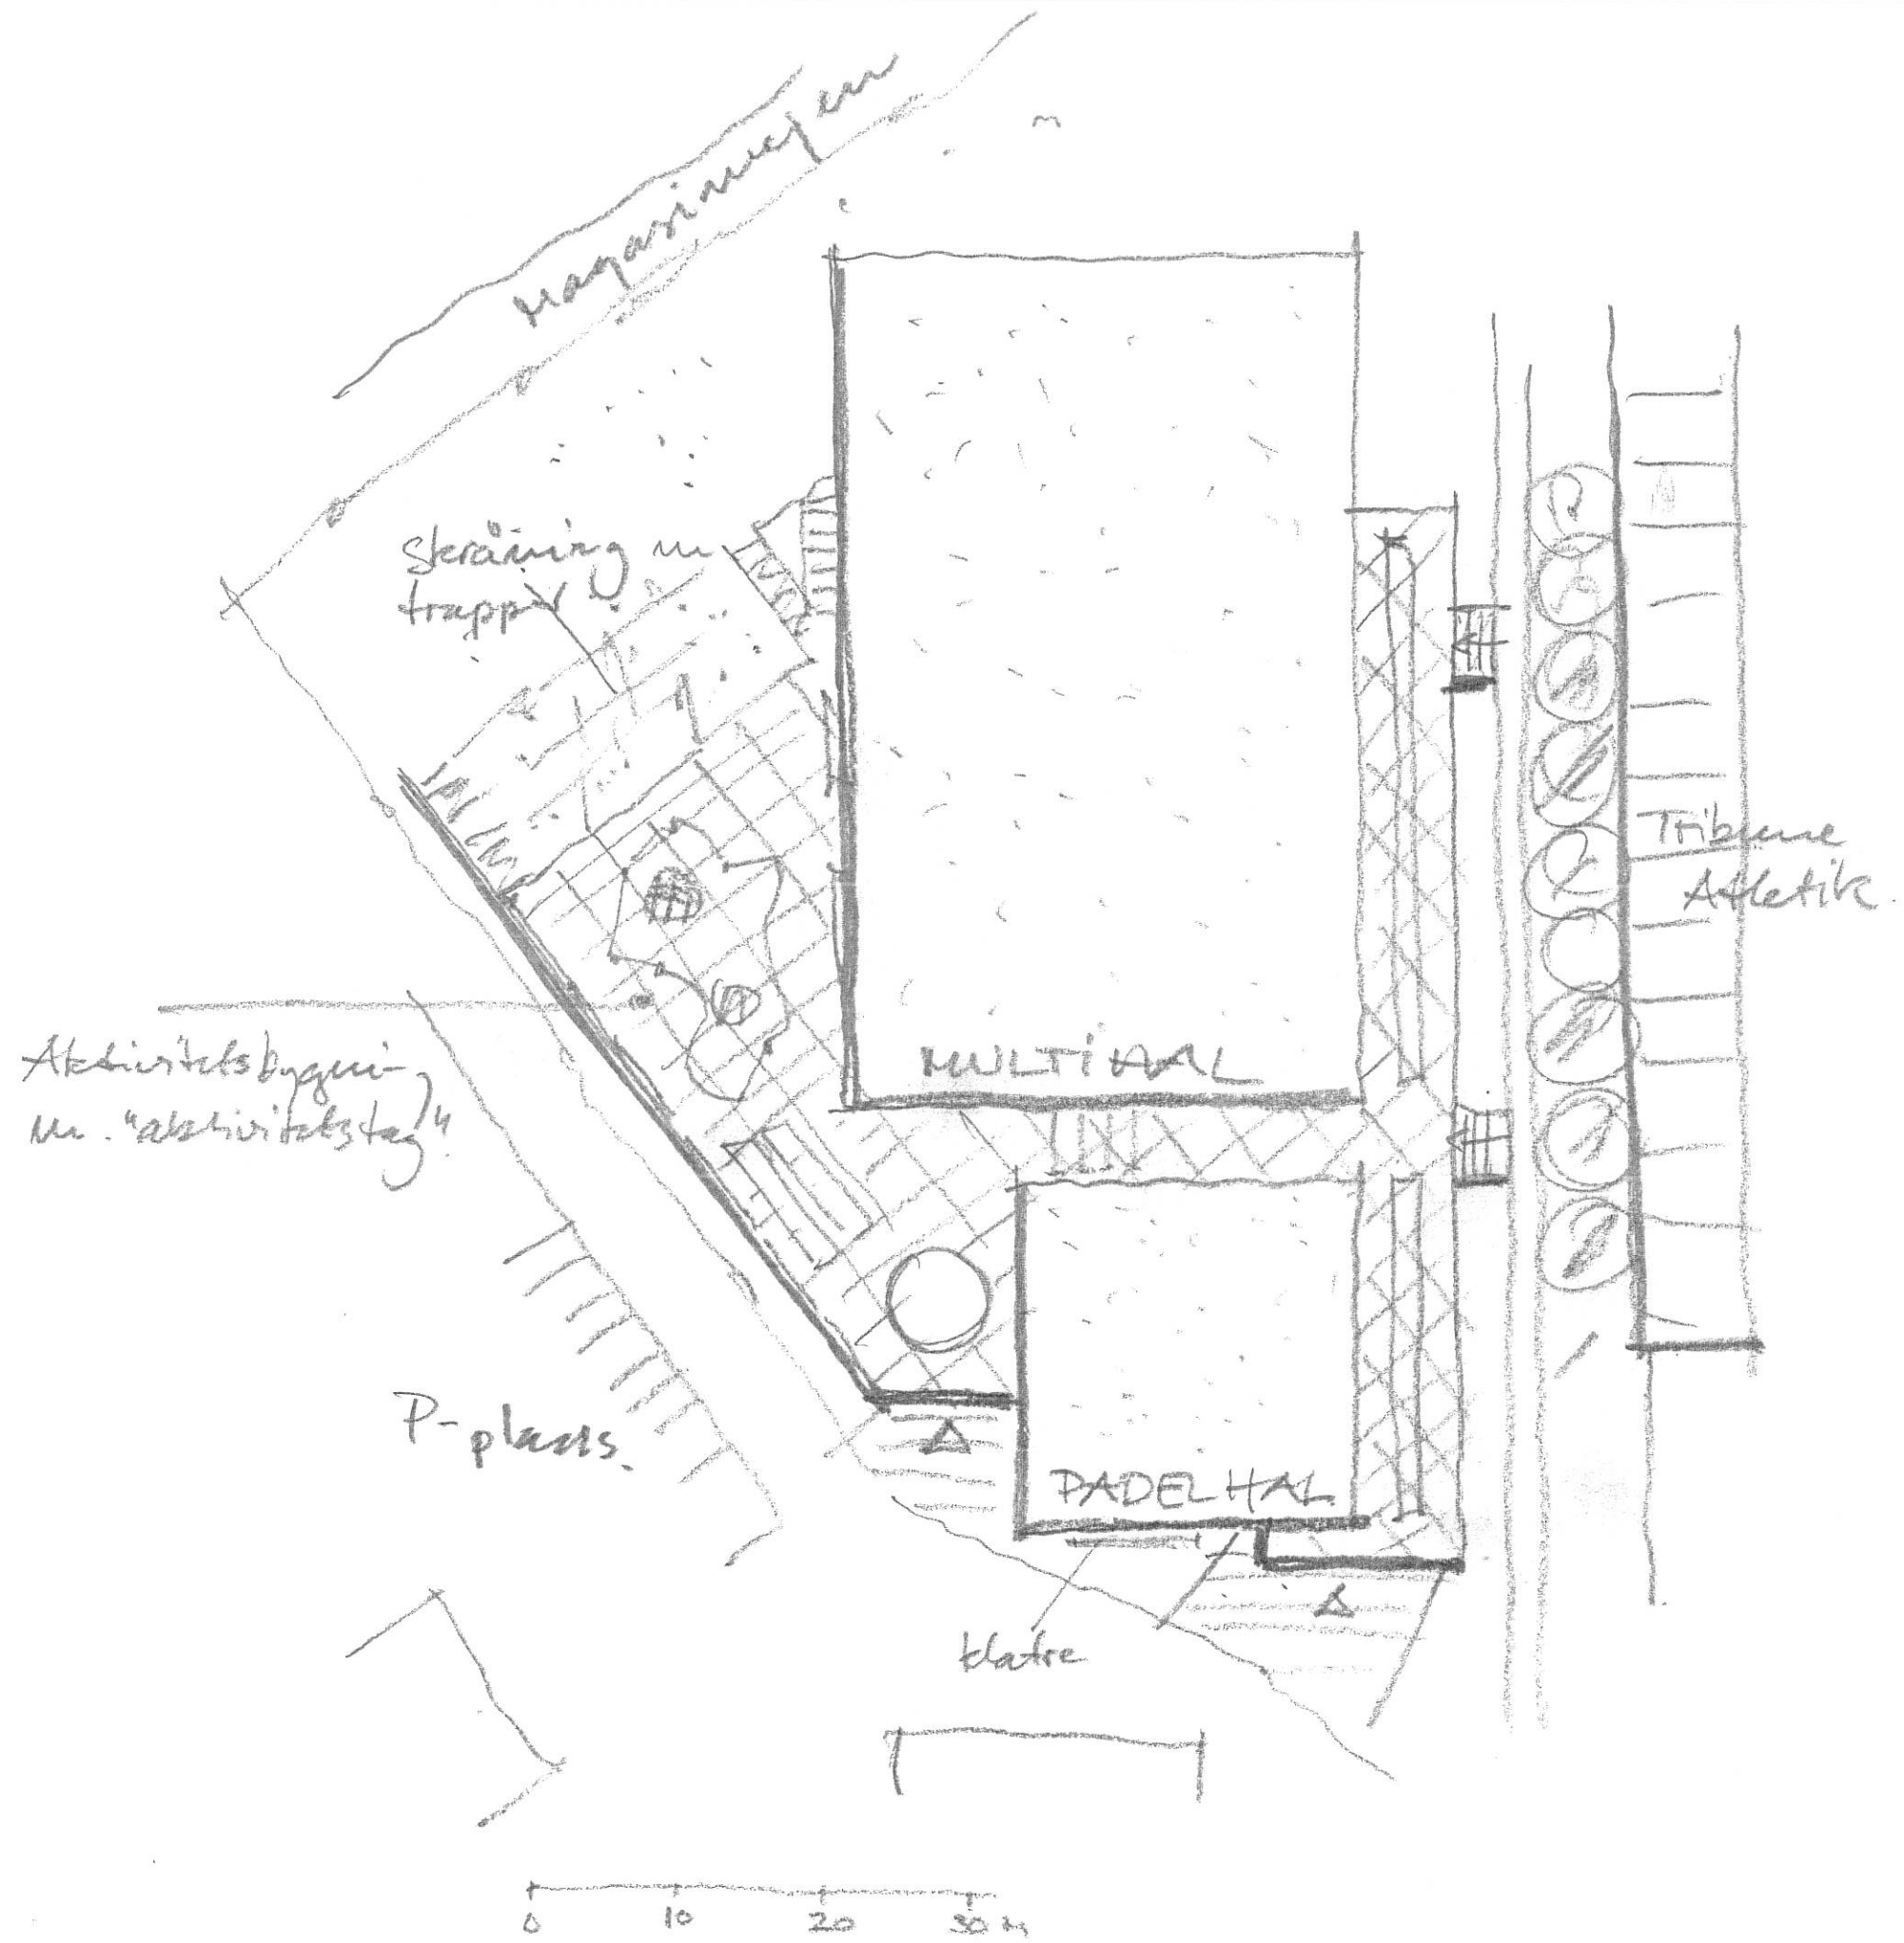 Magasinvejen
Skråning m
trapper
Tribune
Atletik
MULTIHAL
Aktivitetsbygning
m. "aktivitetstag"
P-plads.
PADELHAL
klatre
0 10 20 30 m